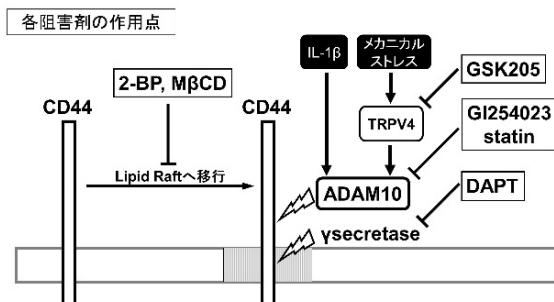 各阻害剤の作用点
IL-1β
メカニカル
ストレス
2-BP, MβCD
GSK205
CD44
CD44
TRPV4
GI254023
statin
Lipid Raftへ移行
ADAM10
DAPT
γsecretase